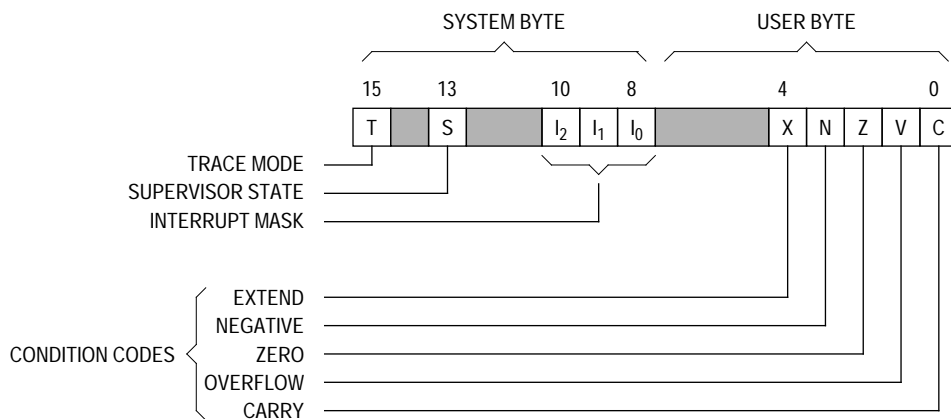 SYSTEM BYTE USER BYTE
15 13 10 8 4 0
T S I2 I1 I0 X N Z V C
TRACE MODE
SUPERVISOR STATE
INTERRUPT MASK
EXTEND
NEGATIVE
CONDITION CODES ZERO
OVERFLOW
CARRY